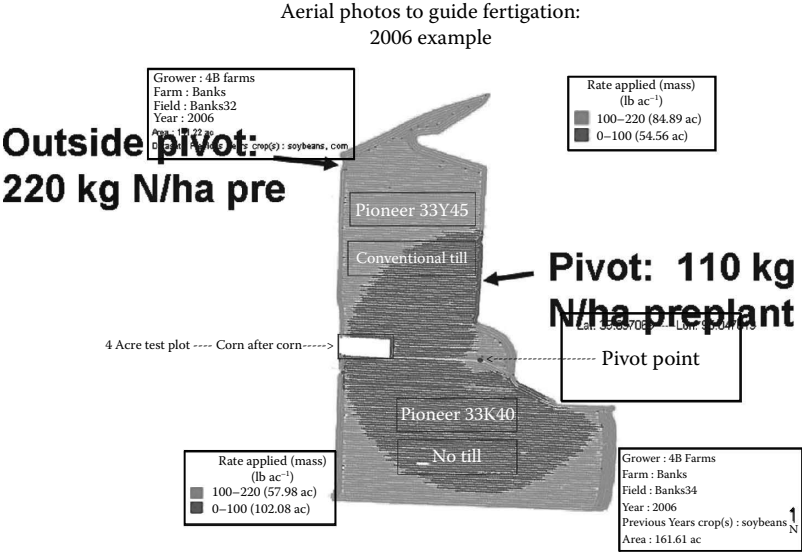 Aerial photos to guide fertigation:
2006 example
Grower : 4B farms
Farm : Banks
Field : Banks32
Year : 2006
Area :
crop(s) : soybeans, com
Rate applied (mass)
(lb ac⁻¹)
100–220 (84.89 ac)
0–100 (54.56 ac)
Outside pivot:
220 kg N/ha pre
Pioneer 33Y45
Conventional till
Pivot: 110 kg
N/ha preplant
4 Acre test plot ---- Corn after corn----->
Pivot point
Pioneer 33K40
No till
Rate applied (mass)
(lb ac⁻¹)
100–220 (57.98 ac)
0–100 (102.08 ac)
Grower : 4B Farms
Farm : Banks
Field : Banks34
Year : 2006
Previous Years crop(s) : soybeans
Area : 161.61 ac
N